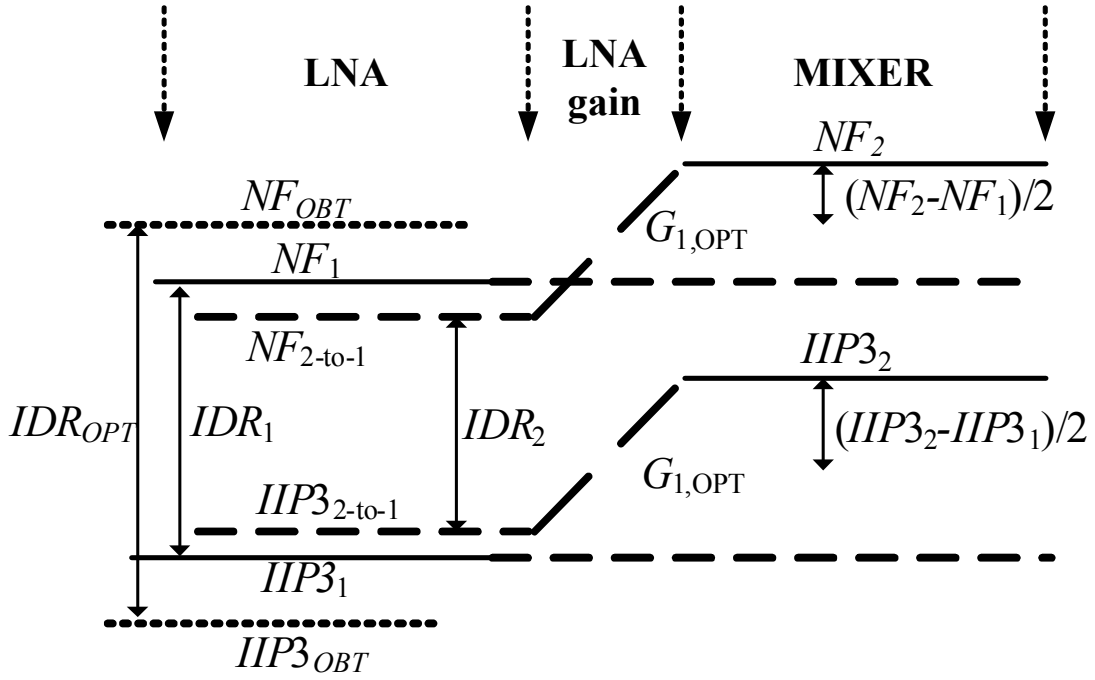 LNA
LNA
gain
MIXER
NF2
(NF2-NF1)/2
NFOBT
G1,OPT
NF1
NF2-to-1
IIP32
IDROPT
IDR1
IDR2
(IIP32-IIP31)/2
G1,OPT
IIP32-to-1
IIP31
IIP3OBT